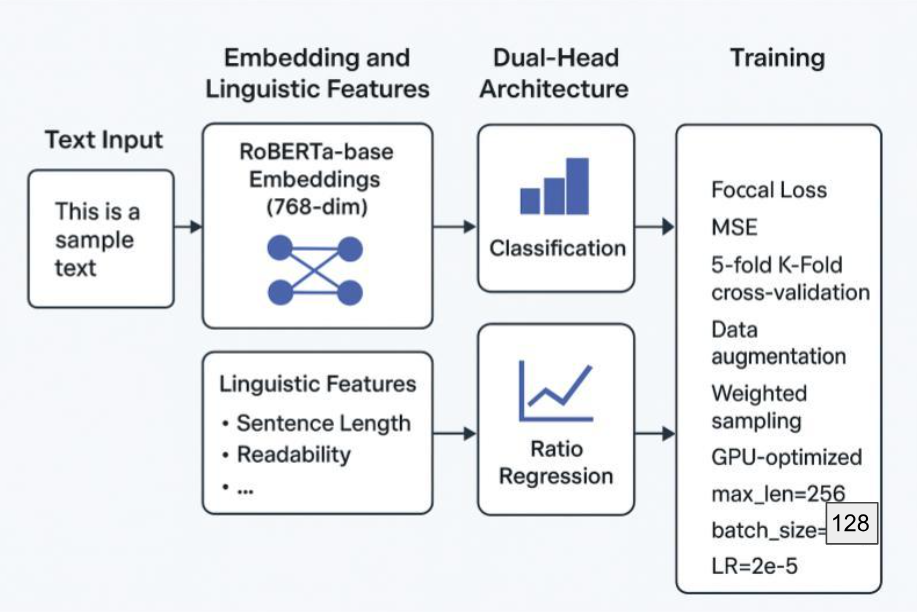 Text Input
This is a
sample
text
Embedding and
Linguistic Features
RoBERTa-base
Embeddings
(768-dim)
Linguistic Features
• Sentence Length
• Readability
• ...
Dual-Head
Architecture
Classification
Ratio
Regression
Training
Foccal Loss
MSE
5-fold K-Fold
cross-validation
Data
augmentation
Weighted
sampling
GPU-optimized
max_len=256
batch_size=128
LR=2e-5